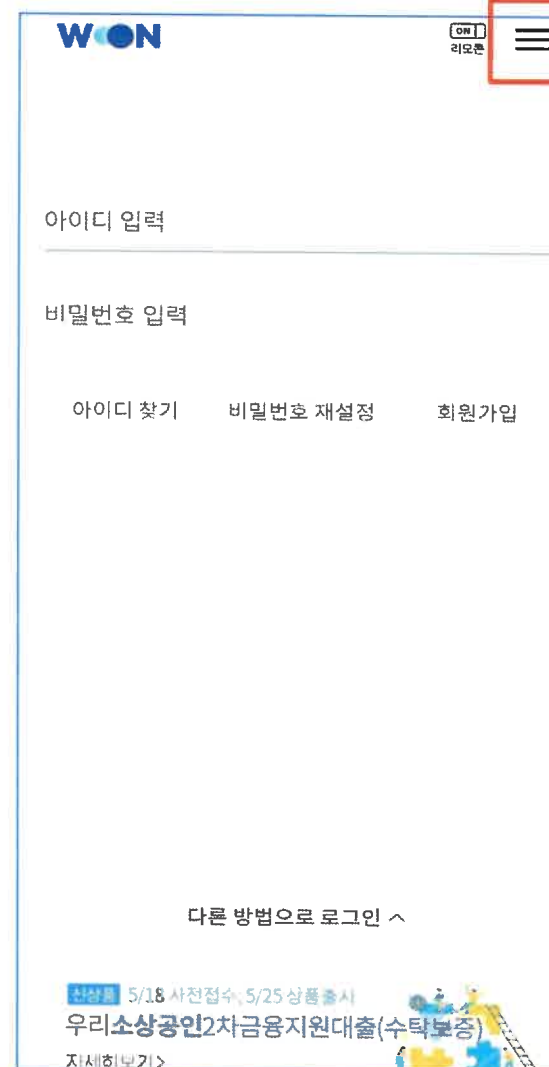 WON
ON
리모콘
아이디 입력
비밀번호 입력
아이디 찾기 비밀번호 재설정 회원가입
다른 방법으로 로그인 ^
신상품 5/18 사전접수, 5/25 상품출시
우리소상공인2차금융지원대출(수탁보증)
자세히보기>